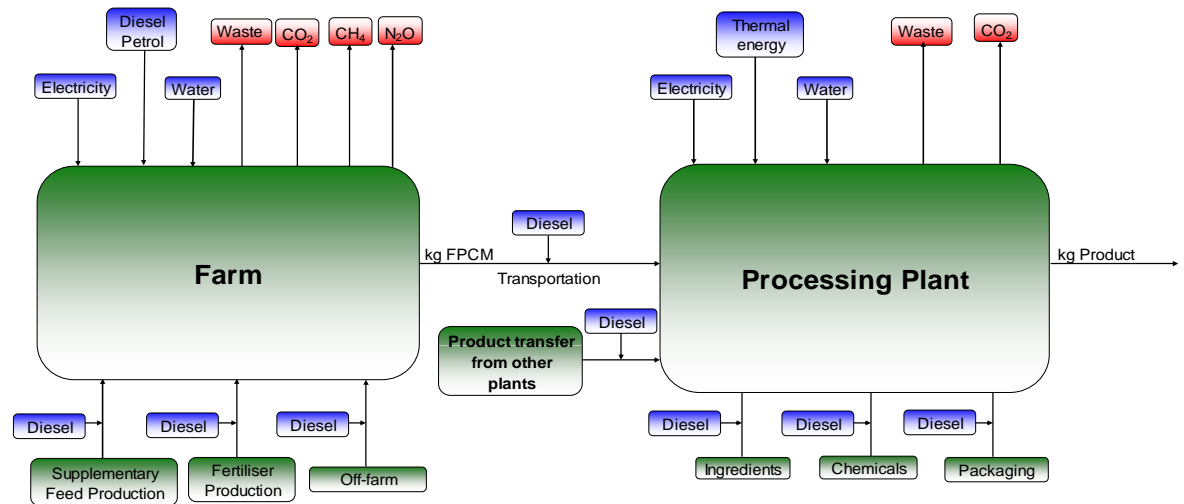 Diesel
Petrol
Waste
CO₂
CH₄
N₂O
Electricity
Water
Farm
kg FPCM
Diesel
Transportation
Diesel
Supplementary
Feed Production
Diesel
Fertiliser
Production
Diesel
Off-farm
Thermal
energy
Waste
CO₂
Electricity
Water
Processing Plant
kg Product
Product transfer
from other
plants
Diesel
Diesel
Ingredients
Diesel
Chemicals
Diesel
Packaging